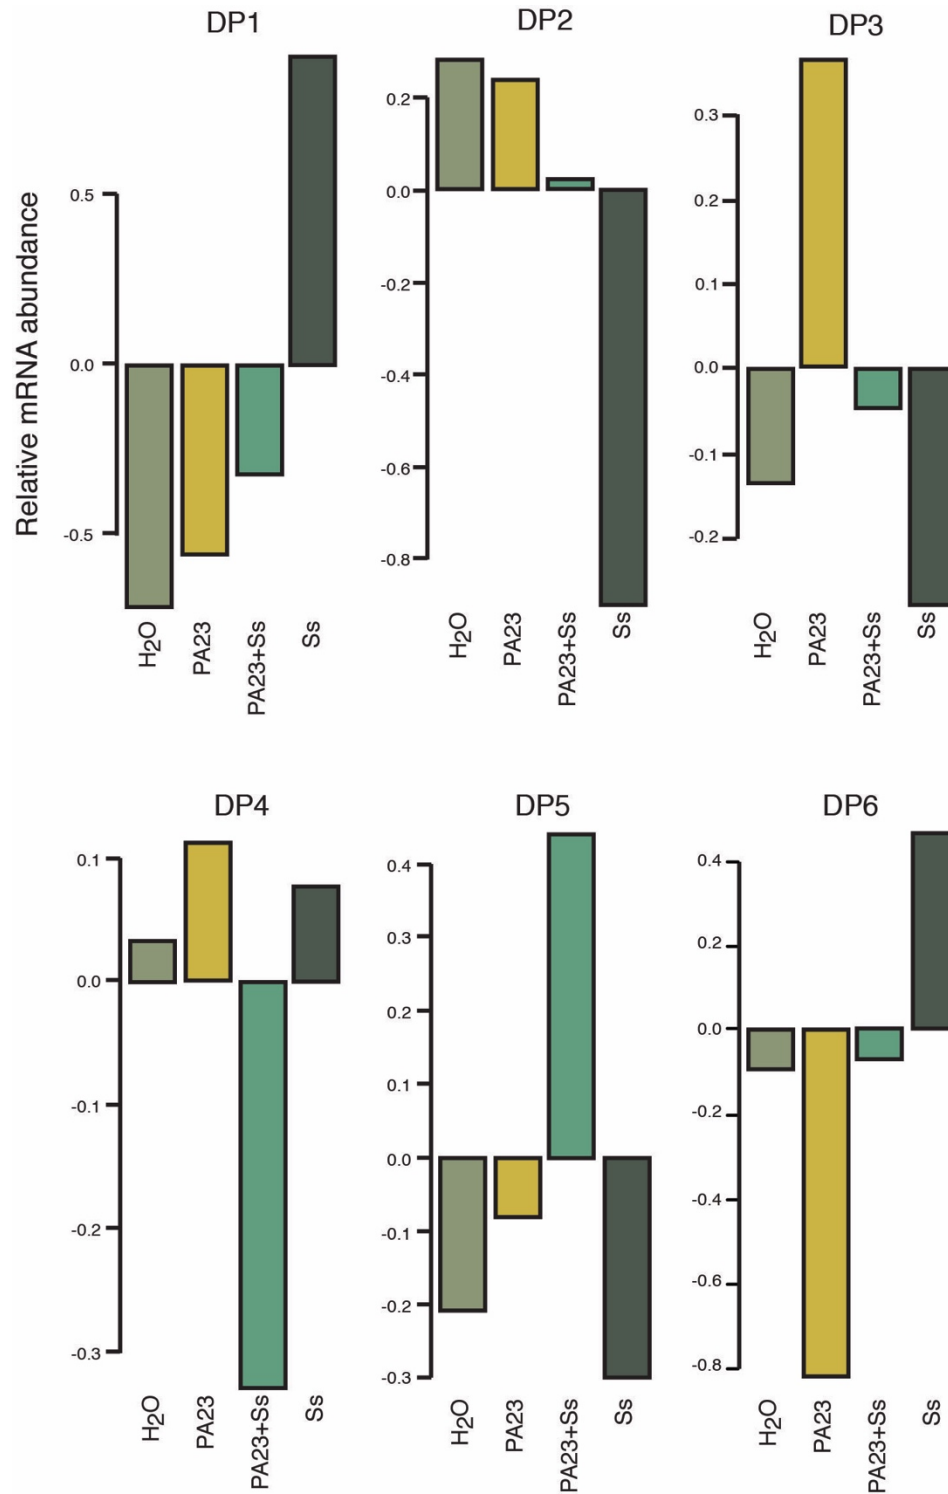 DP1
DP2
DP3
Relative mRNA abundance
0.5
0.0
-0.5
H2O
PA23
PA23+Ss
Ss
0.2
0.0
-0.2
-0.4
-0.6
-0.8
H2O
PA23
PA23+Ss
Ss
0.3
0.2
0.1
0.0
-0.1
-0.2
H2O
PA23
PA23+Ss
Ss
DP4
DP5
DP6
0.1
0.0
-0.1
-0.2
-0.3
H2O
PA23
PA23+Ss
Ss
0.4
0.3
0.2
0.1
0.0
-0.1
-0.2
-0.3
H2O
PA23
PA23+Ss
Ss
0.4
0.2
0.0
-0.2
-0.4
-0.6
-0.8
H2O
PA23
PA23+Ss
Ss